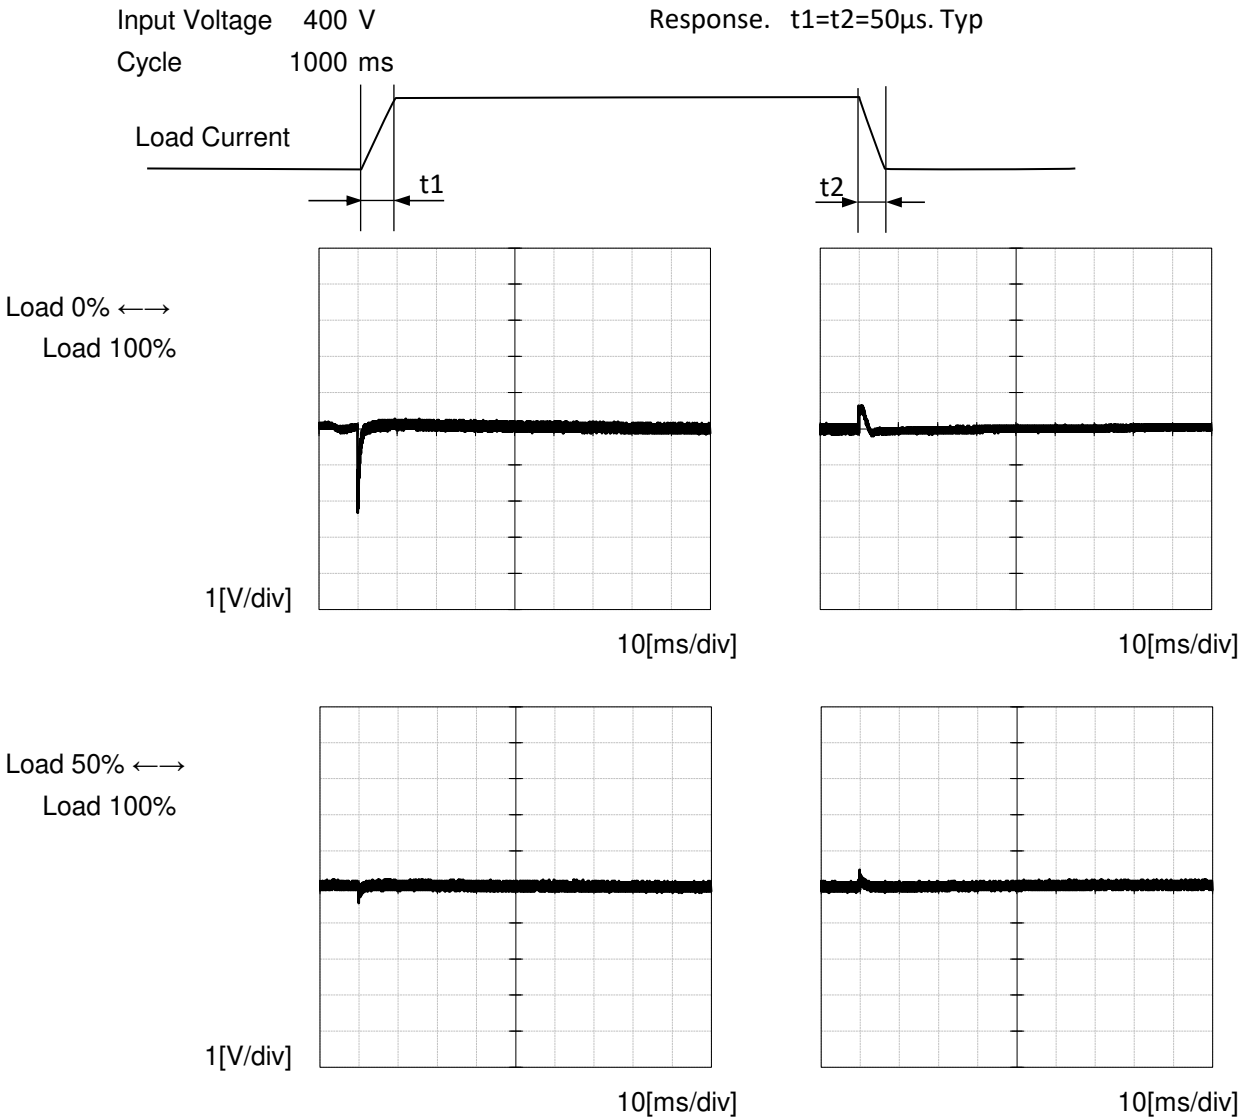 Input Voltage 400 V
Response. t1=t2=50µs. Typ
Cycle 1000 ms
Load Current
t1
t2
Load 0% ←→
Load 100%
1[V/div]
10[ms/div]
10[ms/div]
Load 50% ←→
Load 100%
1[V/div]
10[ms/div]
10[ms/div]